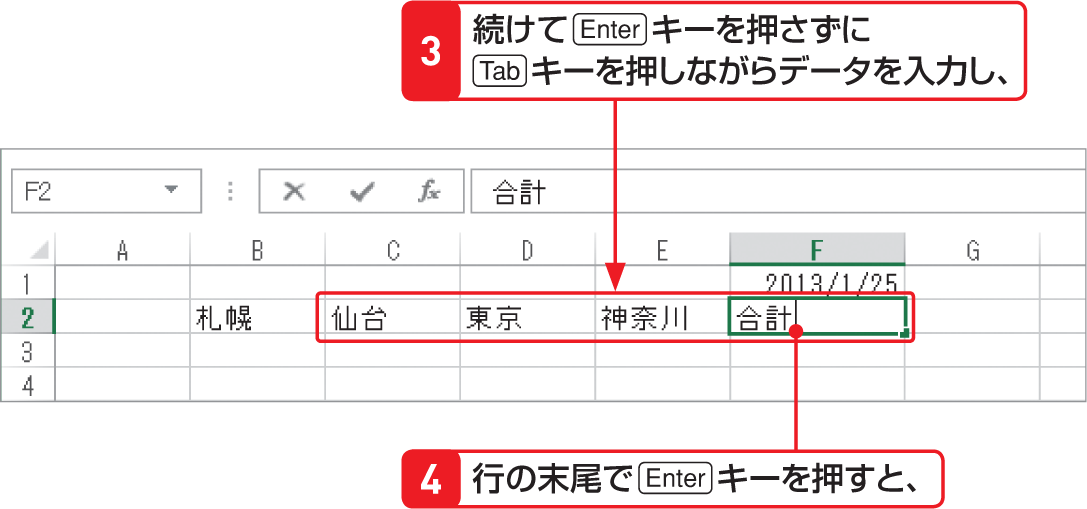 3 続けて Enter キーを押さずに
Tab キーを押しながらデータを入力し、
F2 fx 合計
A B C D E F G
1 2013/1/25
2 札幌 仙台 東京 神奈川 合計
3
4
4 行の末尾で Enter キーを押すと、